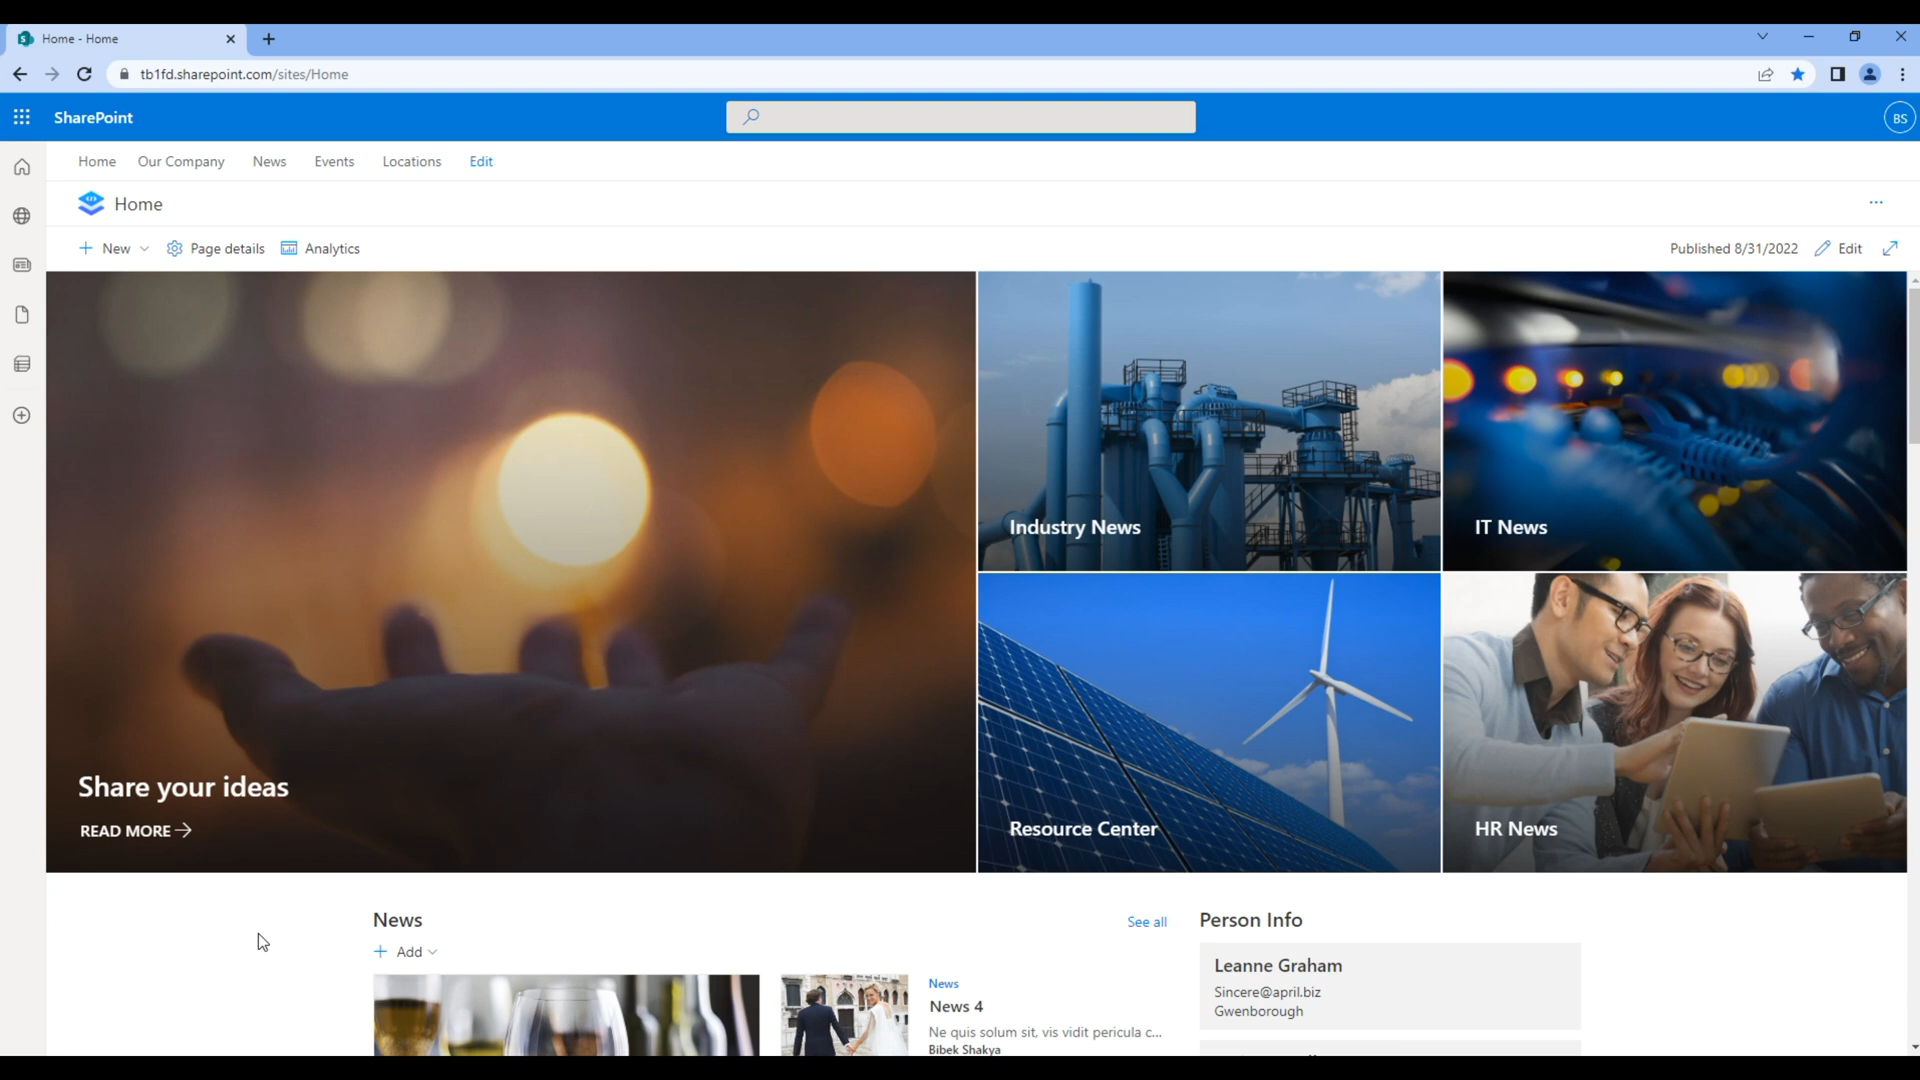 Home - Home
tb1fd.sharepoint.com/sites/Home
SharePoint
BS
Home Our Company News Events Locations Edit
Home
New Page details Analytics
Published 8/31/2022 Edit
Share your ideas
READ MORE
Industry News
IT News
Resource Center
HR News
News
See all
Add
News
News 4
Ne quis solum sit, vis vidit pericula c...
Bibek Shakya
Person Info
Leanne Graham
Sincere@april.biz
Gwenborough